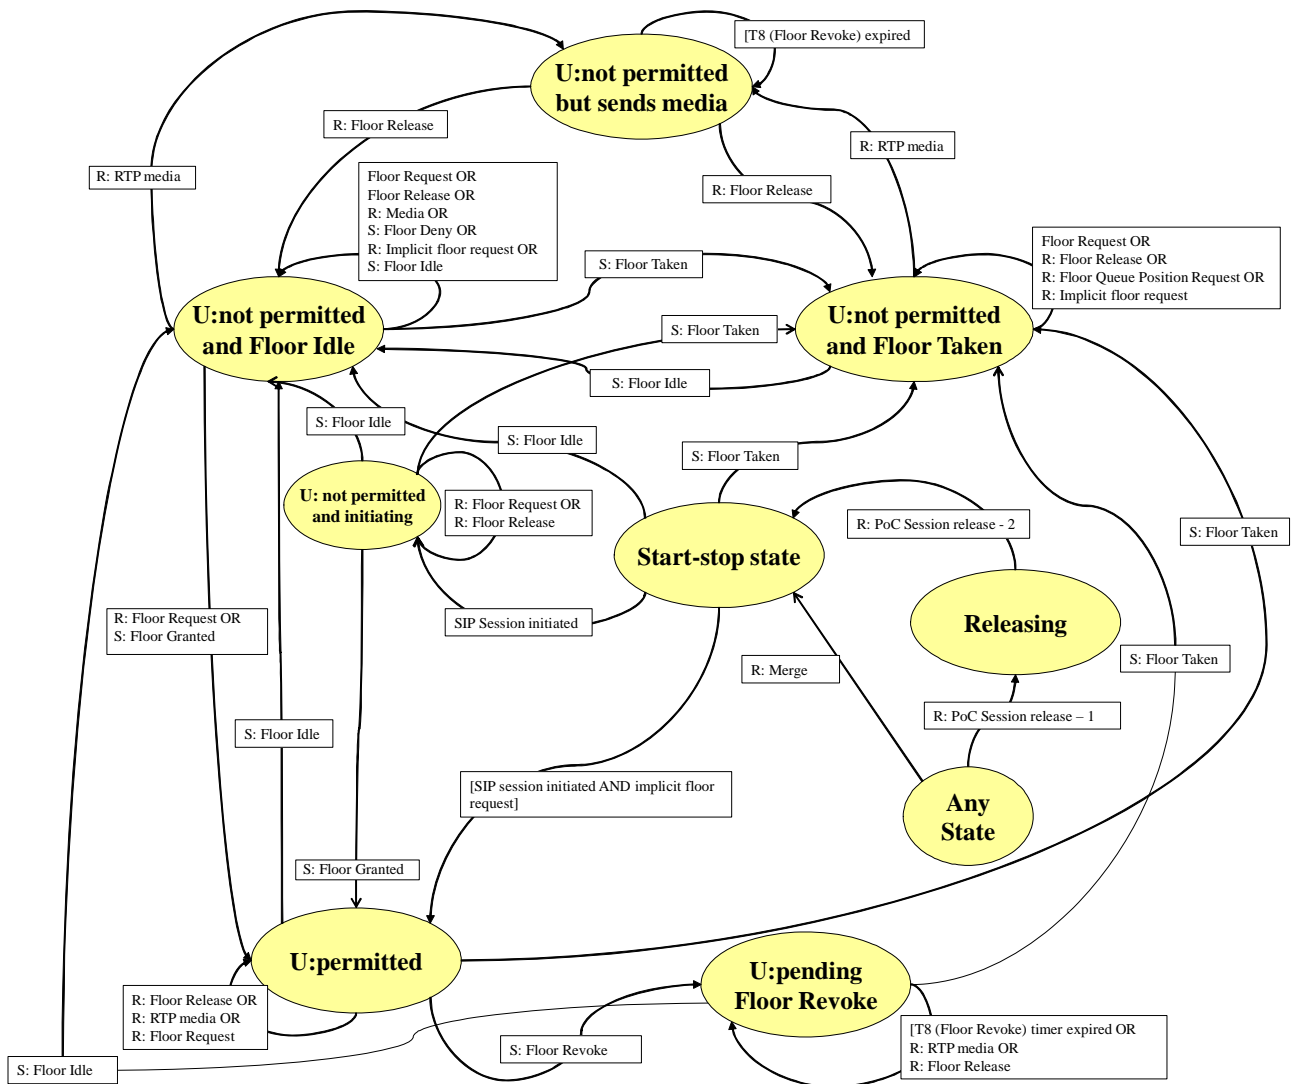 [T8 (Floor Revoke) expired
U:not permitted
but sends media
R: Floor Release
R: RTP media
R: RTP media
Floor Request OR
Floor Release OR
R: Media OR
S: Floor Deny OR
R: Implicit floor request OR
S: Floor Idle
R: Floor Release
Floor Request OR
R: Floor Release OR
R: Floor Queue Position Request OR
R: Implicit floor request
S: Floor Taken
U:not permitted
and Floor Idle
S: Floor Taken
U:not permitted
and Floor Taken
S: Floor Idle
S: Floor Idle
S: Floor Idle
S: Floor Taken
U: not permitted
and initiating
R: Floor Request OR
R: Floor Release
R: PoC Session release - 2
S: Floor Taken
Start-stop state
SIP Session initiated
Releasing
R: Floor Request OR
S: Floor Granted
R: Merge
S: Floor Taken
R: PoC Session release – 1
S: Floor Idle
[SIP session initiated AND implicit floor
request]
Any
State
S: Floor Granted
U:permitted
U:pending
Floor Revoke
R: Floor Release OR
R: RTP media OR
R: Floor Request
S: Floor Revoke
[T8 (Floor Revoke) timer expired OR
R: RTP media OR
R: Floor Release
S: Floor Idle